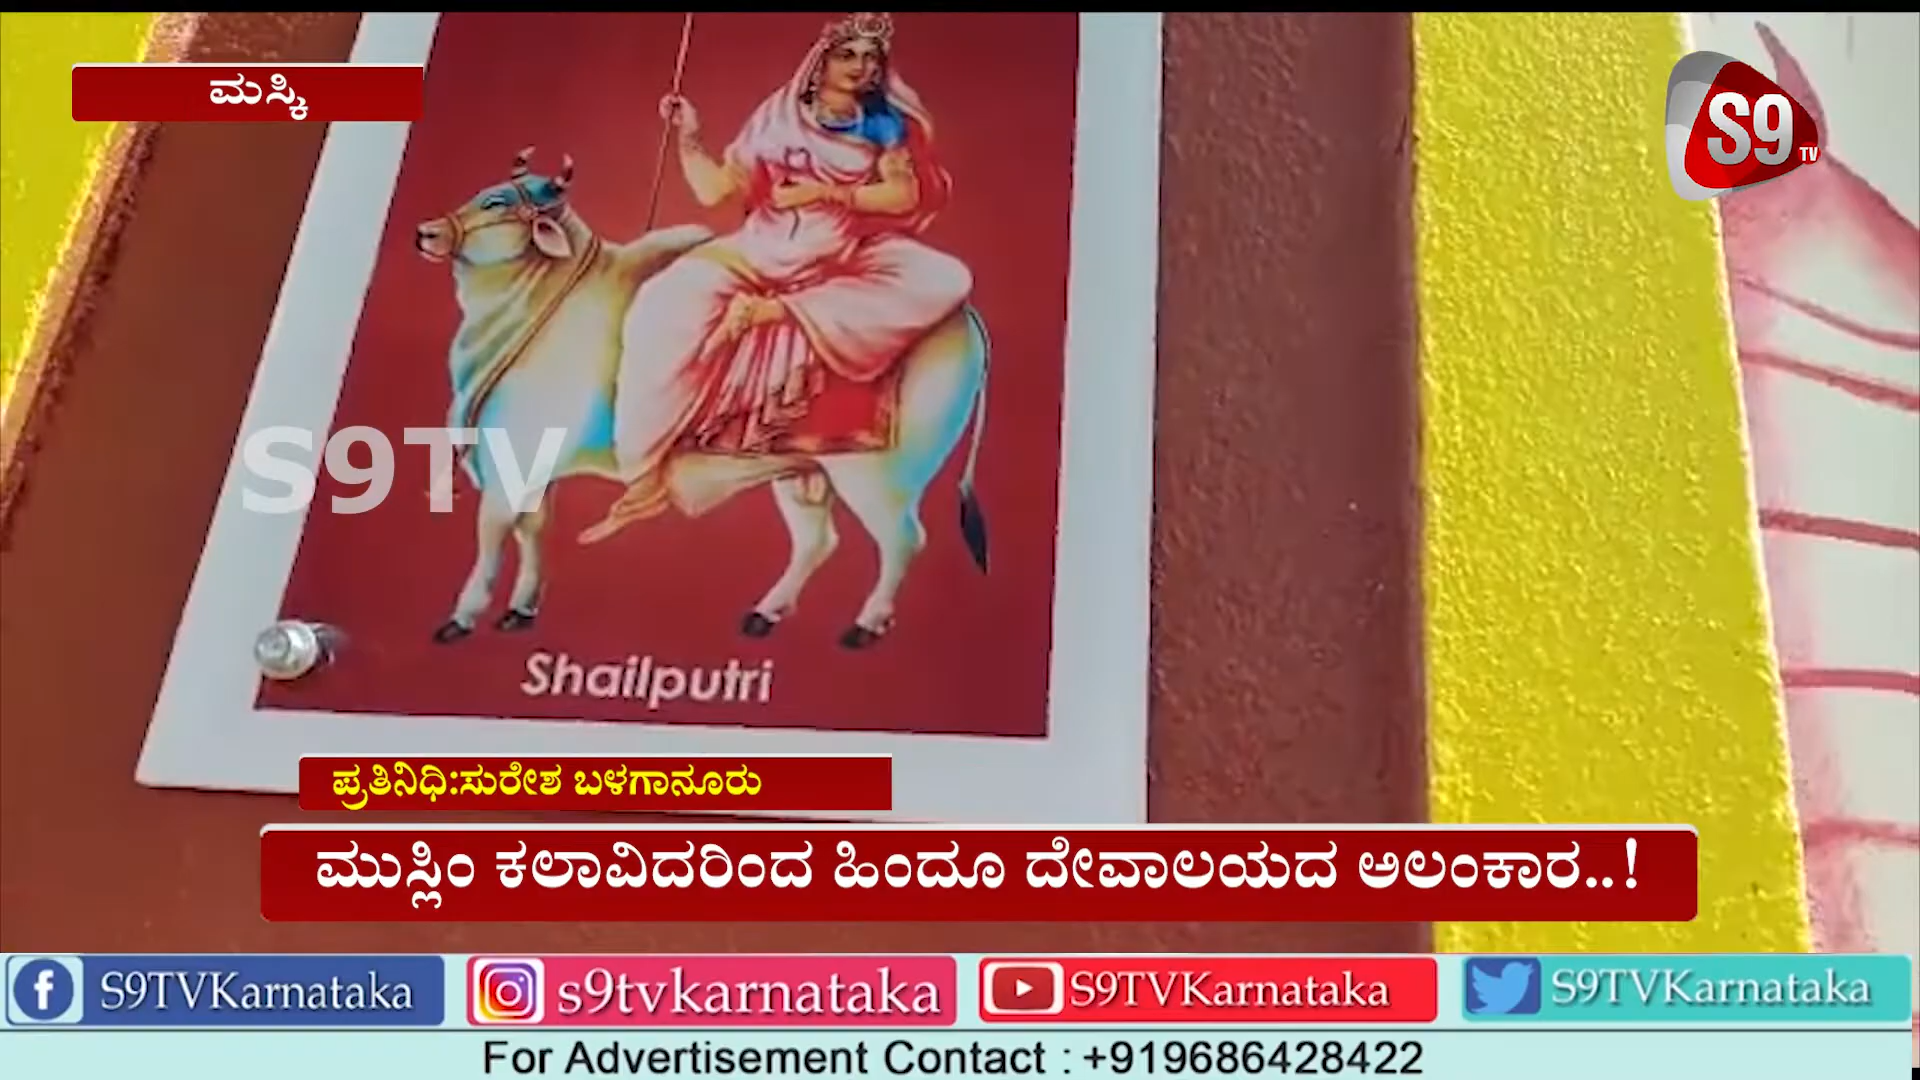 ಮಸ್ಕಿ
S9
TV
S9TV
Shailputri
ಪ್ರತಿನಿಧಿ:ಸುರೇಶ ಬಳಗಾನೂರು
ಮುಸ್ಲಿಂ ಕಲಾವಿದರಿಂದ ಹಿಂದೂ ದೇವಾಲಯದ ಅಲಂಕಾರ..!
S9TVKarnataka s9tvkarnataka S9TVKarnataka S9TVKarnataka
For Advertisement Contact : +919686428422